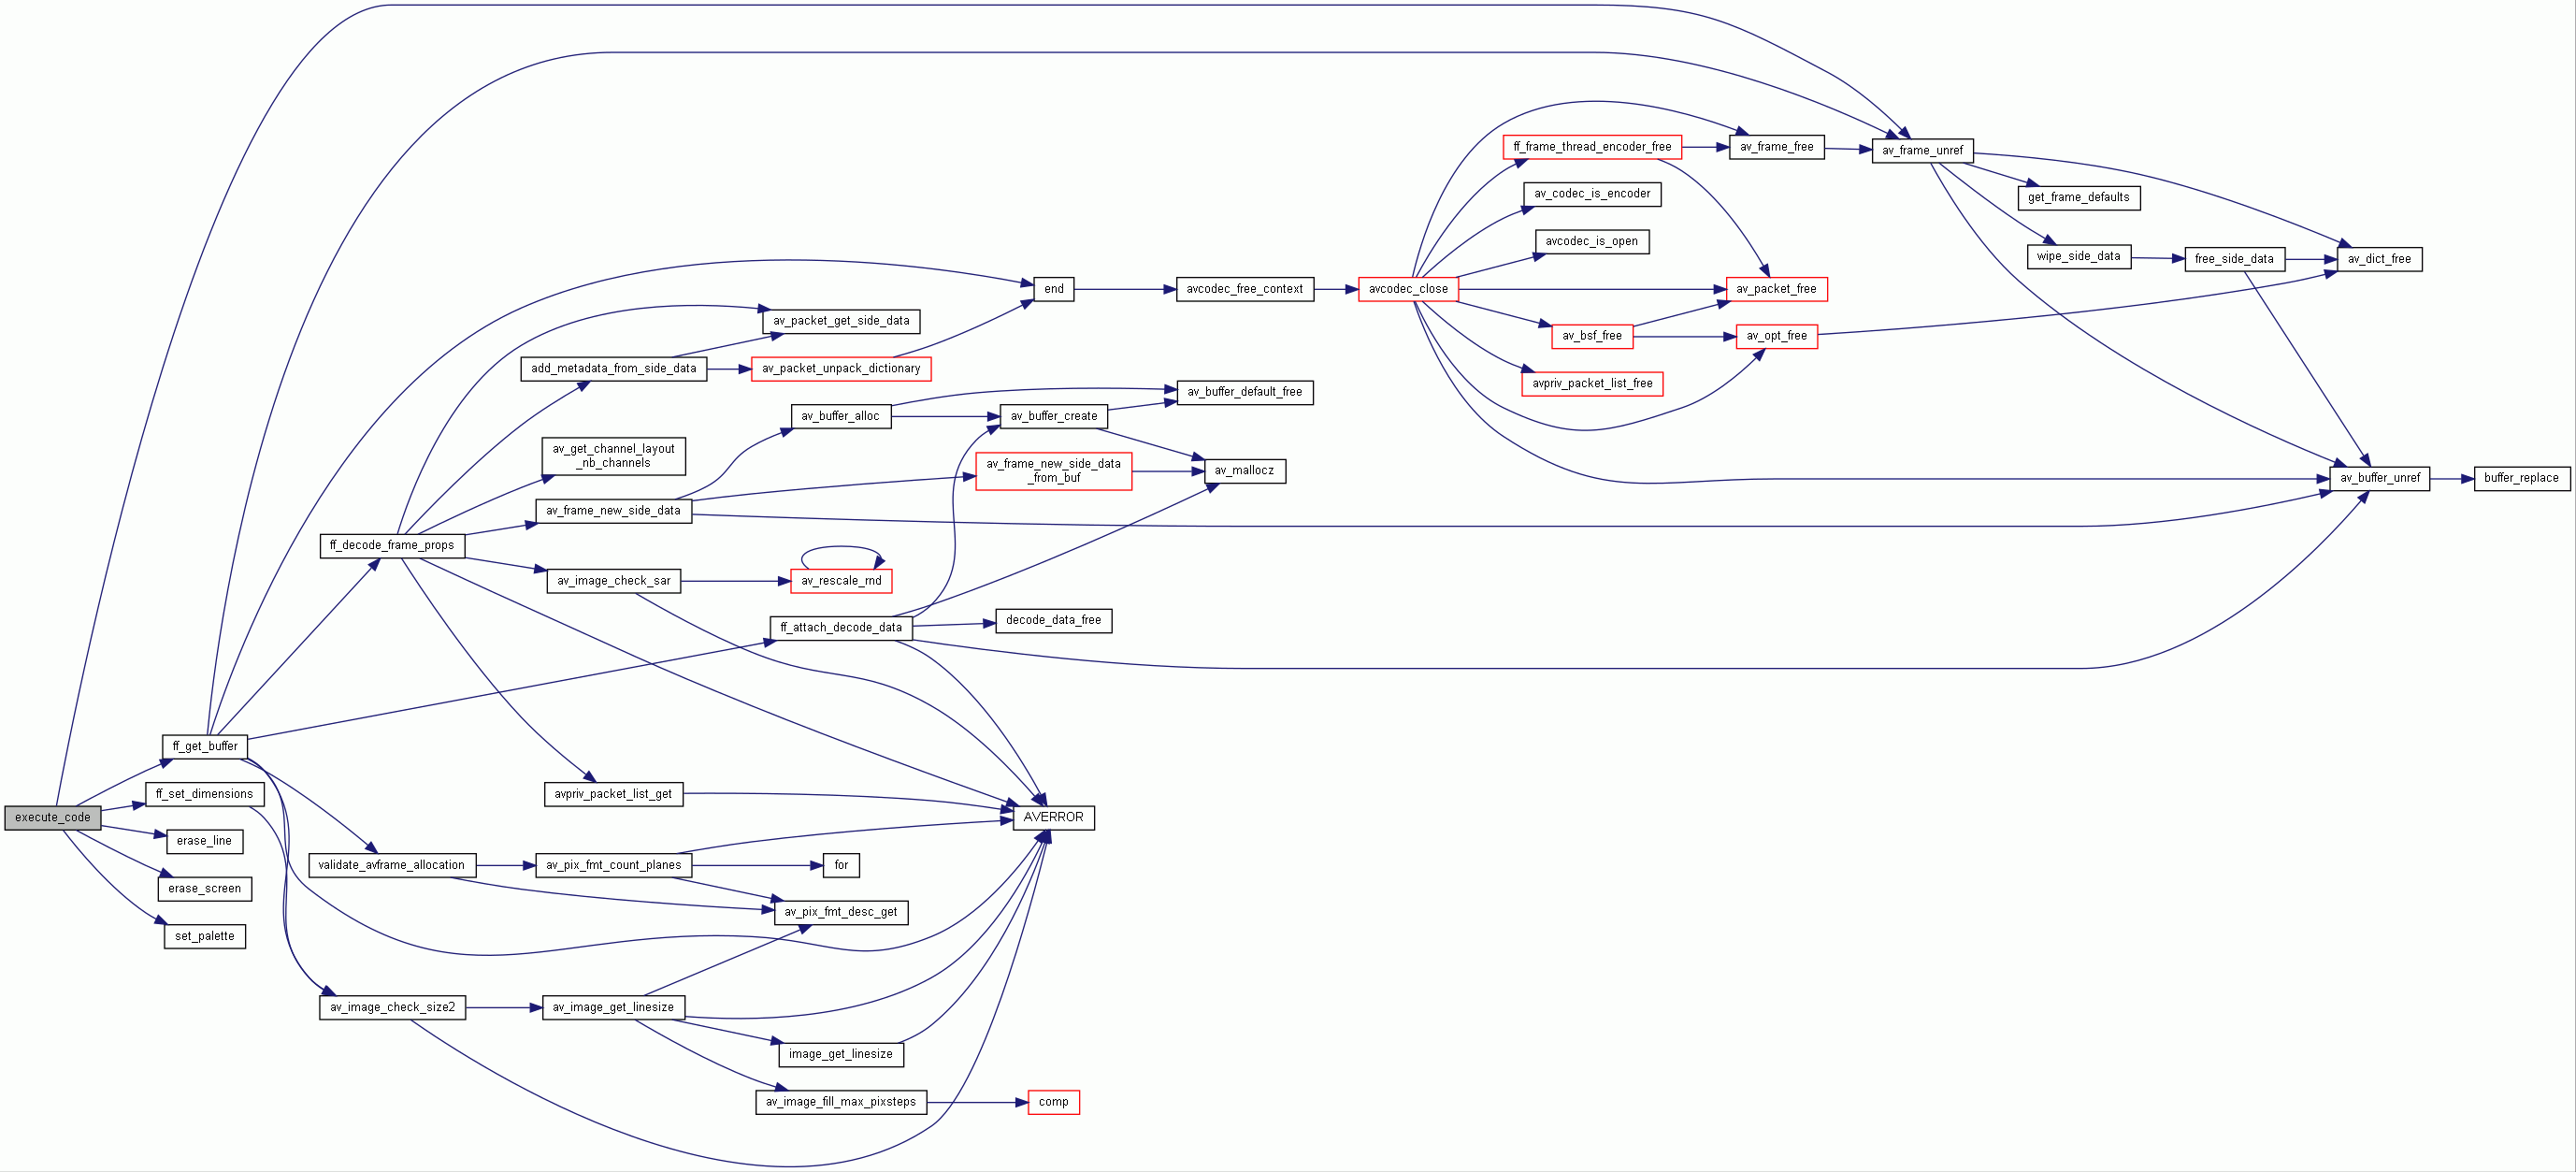 ff_frame_thread_encoder_free
av_frame_free
av_frame_unref
av_codec_is_encoder
get_frame_defaults
avcodec_is_open
wipe_side_data
free_side_data
av_dict_free
end
avcodec_free_context
avcodec_close
av_packet_free
av_packet_get_side_data
av_bsf_free
av_opt_free
add_metadata_from_side_data
av_packet_unpack_dictionary
avpriv_packet_list_free
av_buffer_default_free
av_buffer_alloc
av_buffer_create
av_get_channel_layout
_nb_channels
av_frame_new_side_data
_from_buf
av_mallocz
av_buffer_unref
buffer_replace
av_frame_new_side_data
ff_decode_frame_props
av_image_check_sar
av_rescale_rnd
decode_data_free
ff_attach_decode_data
ff_get_buffer
ff_set_dimensions
avpriv_packet_list_get
execute_code
AVERROR
erase_line
validate_avframe_allocation
av_pix_fmt_count_planes
for
erase_screen
av_pix_fmt_desc_get
set_palette
av_image_check_size2
av_image_get_linesize
image_get_linesize
av_image_fill_max_pixsteps
comp